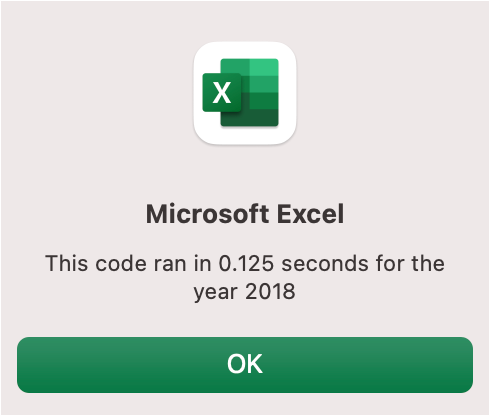 X
Microsoft Excel
This code ran in 0.125 seconds for the
year 2018
OK